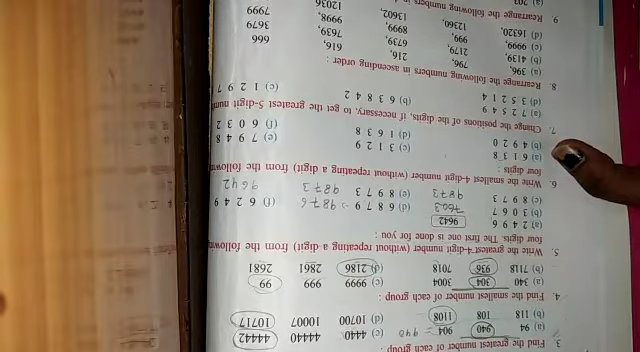 3. Find the greatest number of each group :
(a) 94 940 904 = 940 (c) 4440 44440 44442
(b) 118 108 1108 (d) 10700 10007 10717
4. Find the smallest number of each group :
(a) 340 304 3004 (c) 9999 999 99
(b) 7118 936 7018 (d) 2186 2861 2681
5. Write the greatest 4-digit number (without repeating a digit) from the following
four digits. The first one is done for you :
(a) 2 4 9 6 9642
(b) 3 0 6 7 7603 (d) 6 8 7 9 9876 (f) 6 2 4 9
(c) 8 9 7 3 9873 (e) 8 9 7 3 9873 9642
6. Write the smallest 4-digit number (without repeating a digit) from the following
four digits :
(a) 6 1 3 8 (c) 3 1 2 9 (e) 7 9 4 8
(b) 4 9 2 0 (d) 1 6 3 8 (f) 6 0 3 2
7. Change the positions of the digits, if necessary, to get the greatest 5-digit
(a) 7 2 5 4 9
(d) 3 5 2 1 4 (b) 6 3 8 4 2 (c) 1 2 9 7
8. Rearrange the following numbers in ascending order :
(a) 396, 796, 216, 616, 666
(b) 4139, 2179, 6739, 7639, 3679
(c) 9999, 999, 8999, 9998, 7999
(d) 16320, 12360, 13602, 12036
9. Rearrange the following numbers
(a) 703